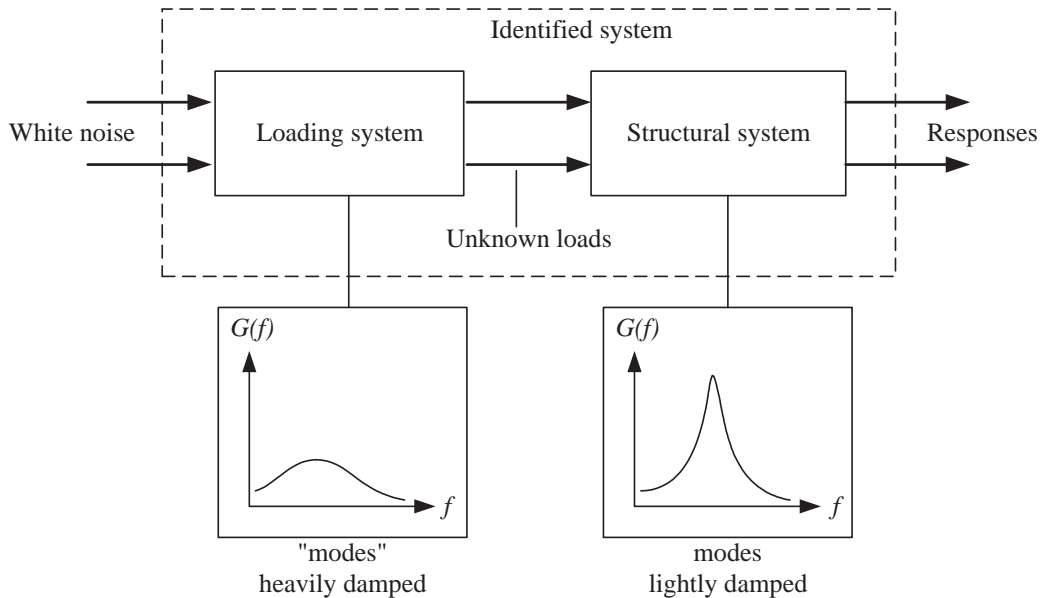 Identified system
White noise
Loading system
Structural system
Responses
Unknown loads
G(f)
f
"modes"
heavily damped
G(f)
f
modes
lightly damped